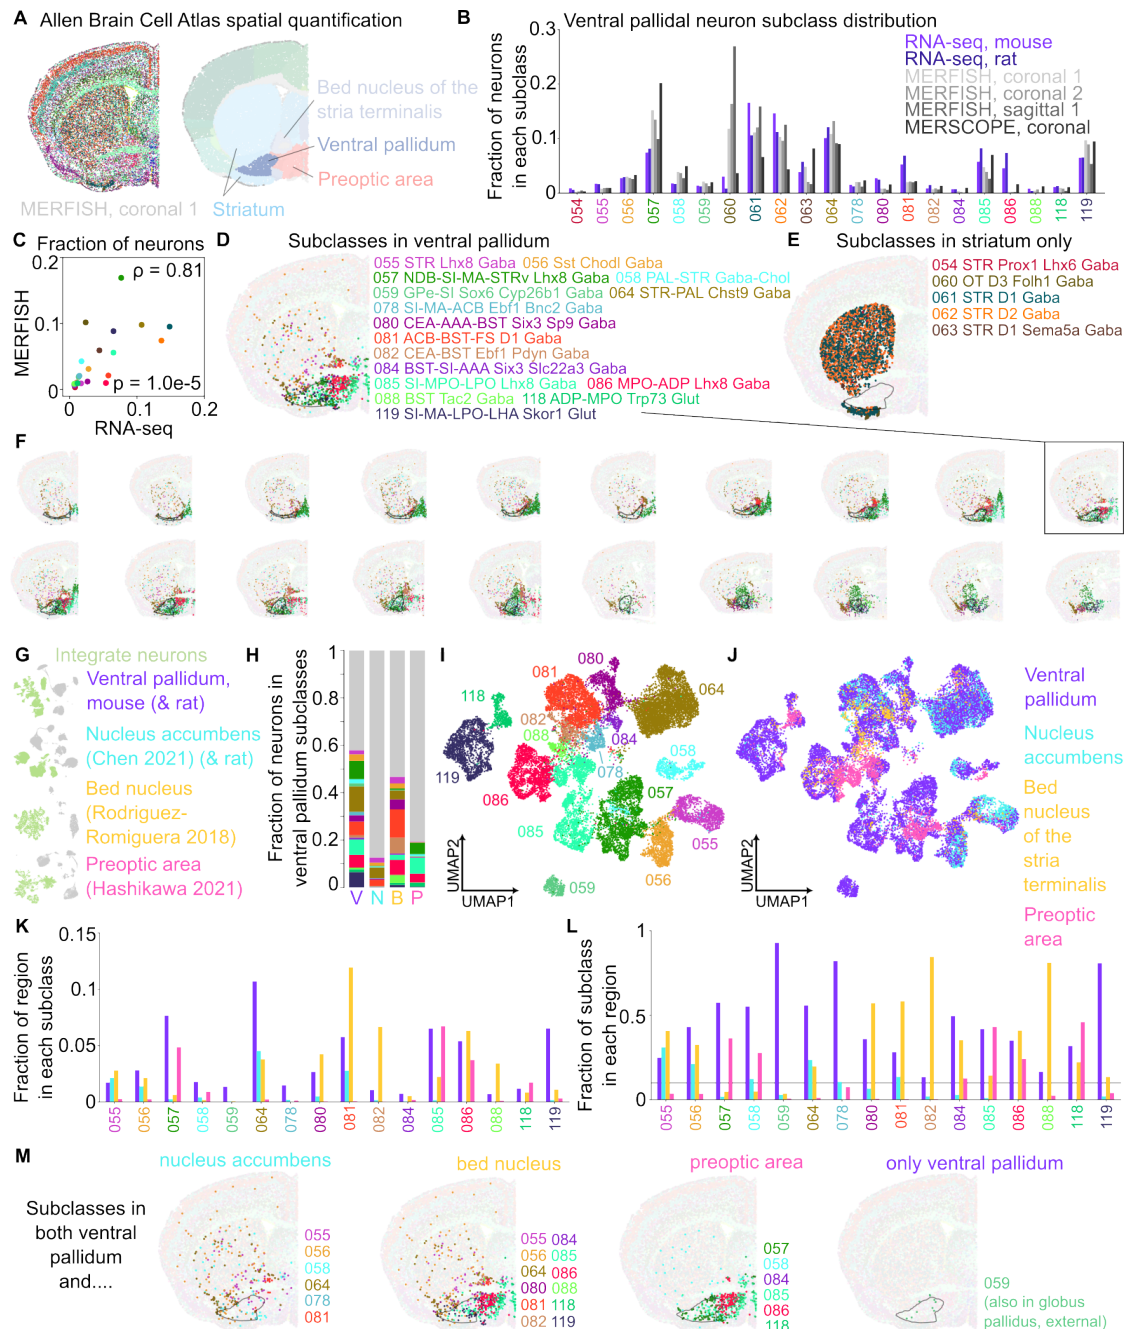 A Allen Brain Cell Atlas spatial quantification
MERFISH, coronal 1
Bed nucleus of the
stria terminalis
Ventral pallidum
Preoptic area
Striatum
B Ventral pallidal neuron subclass distribution
Fraction of neurons
in each subclass
0.3
0.2
0.1
0
RNA-seq, mouse
RNA-seq, rat
MERFISH, coronal 1
MERFISH, coronal 2
MERFISH, sagittal 1
MERSCOPE, coronal
054 055 056 057 058 059 060 061 062 063 064 078 080 081 082 084 085 086 088 118 119
C Fraction of neurons
MERFISH
0.2
0.1
0
ρ = 0.81
p = 1.0e-5
0 0.1 0.2
RNA-seq
D Subclasses in ventral pallidum
055 STR Lhx8 Gaba 056 Sst Chodl Gaba
057 NDB-SI-MA-STRv Lhx8 Gaba 058 PAL-STR Gaba-Chol
059 GPe-SI Sox6 Cyp26b1 Gaba 064 STR-PAL Chst9 Gaba
078 SI-MA-ACB Ebf1 Bnc2 Gaba
080 CEA-AAA-BST Six3 Sp9 Gaba
081 ACB-BST-FS D1 Gaba
082 CEA-BST Ebf1 Pdyn Gaba
084 BST-SI-AAA Six3 Slc22a3 Gaba
085 SI-MPO-LPO Lhx8 Gaba 086 MPO-ADP Lhx8 Gaba
088 BST Tac2 Gaba 118 ADP-MPO Trp73 Glut
119 SI-MA-LPO-LHA Skor1 Glut
E Subclasses in striatum only
054 STR Prox1 Lhx6 Gaba
060 OT D3 Folh1 Gaba
061 STR D1 Gaba
062 STR D2 Gaba
063 STR D1 Sema5a Gaba
F
G Integrate neurons
Ventral pallidum,
mouse (& rat)
Nucleus accumbens
(Chen 2021) (& rat)
Bed nucleus
(Rodriguez-
Romiguera 2018)
Preoptic area
(Hashikawa 2021)
H
Fraction of neurons in
ventral pallidum subclasses
1
0.8
0.6
0.4
0.2
0
V N B P
I
080
081
064
118
082
088
084
058
078
119
086
057
085
055
056
059
UMAP2
UMAP1
J
UMAP2
UMAP1
Ventral
pallidum
Nucleus
accumbens
Bed
nucleus
of the
stria
terminalis
Preoptic
area
K
Fraction of region
in each subclass
0.15
0.1
0.05
0
055 056 057 058 059 064 078 080 081 082 084 085 086 088 118 119
L
Fraction of subclass
in each region
1
0.5
0
055 056 057 058 059 064 078 080 081 082 084 085 086 088 118 119
M
Subclasses in
both ventral
pallidum
and....
nucleus accumbens
055
056
058
064
078
081
bed nucleus
055 084
056 085
064 086
080 088
081 118
082 119
preoptic area
057
058
084
085
086
118
only ventral pallidum
059
(also in globus
pallidus, external)